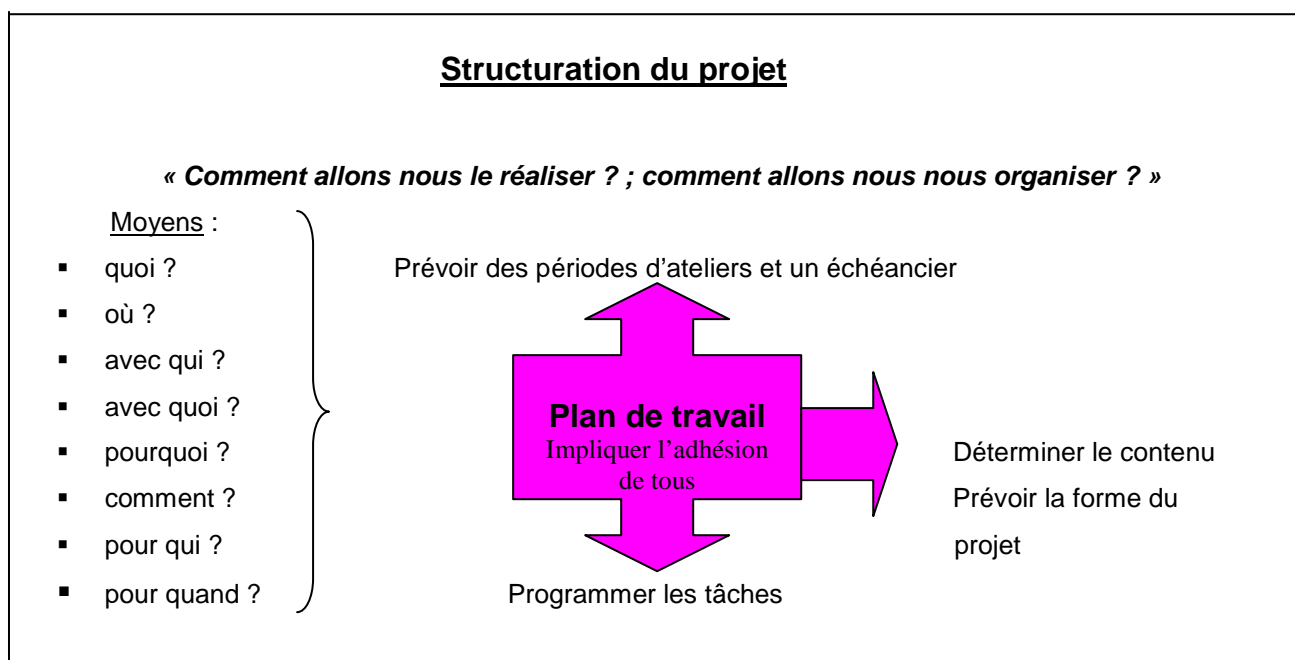 Structuration du projet
« Comment allons nous le réaliser ? ; comment allons nous nous organiser ? »
Moyens :
▪ quoi ?
▪ où ?
▪ avec qui ?
▪ avec quoi ?
▪ pourquoi ?
▪ comment ?
▪ pour qui ?
▪ pour quand ?
Prévoir des périodes d’ateliers et un échéancier
Plan de travail
Impliquer l’adhésion
de tous
Déterminer le contenu
Prévoir la forme du
projet
Programmer les tâches